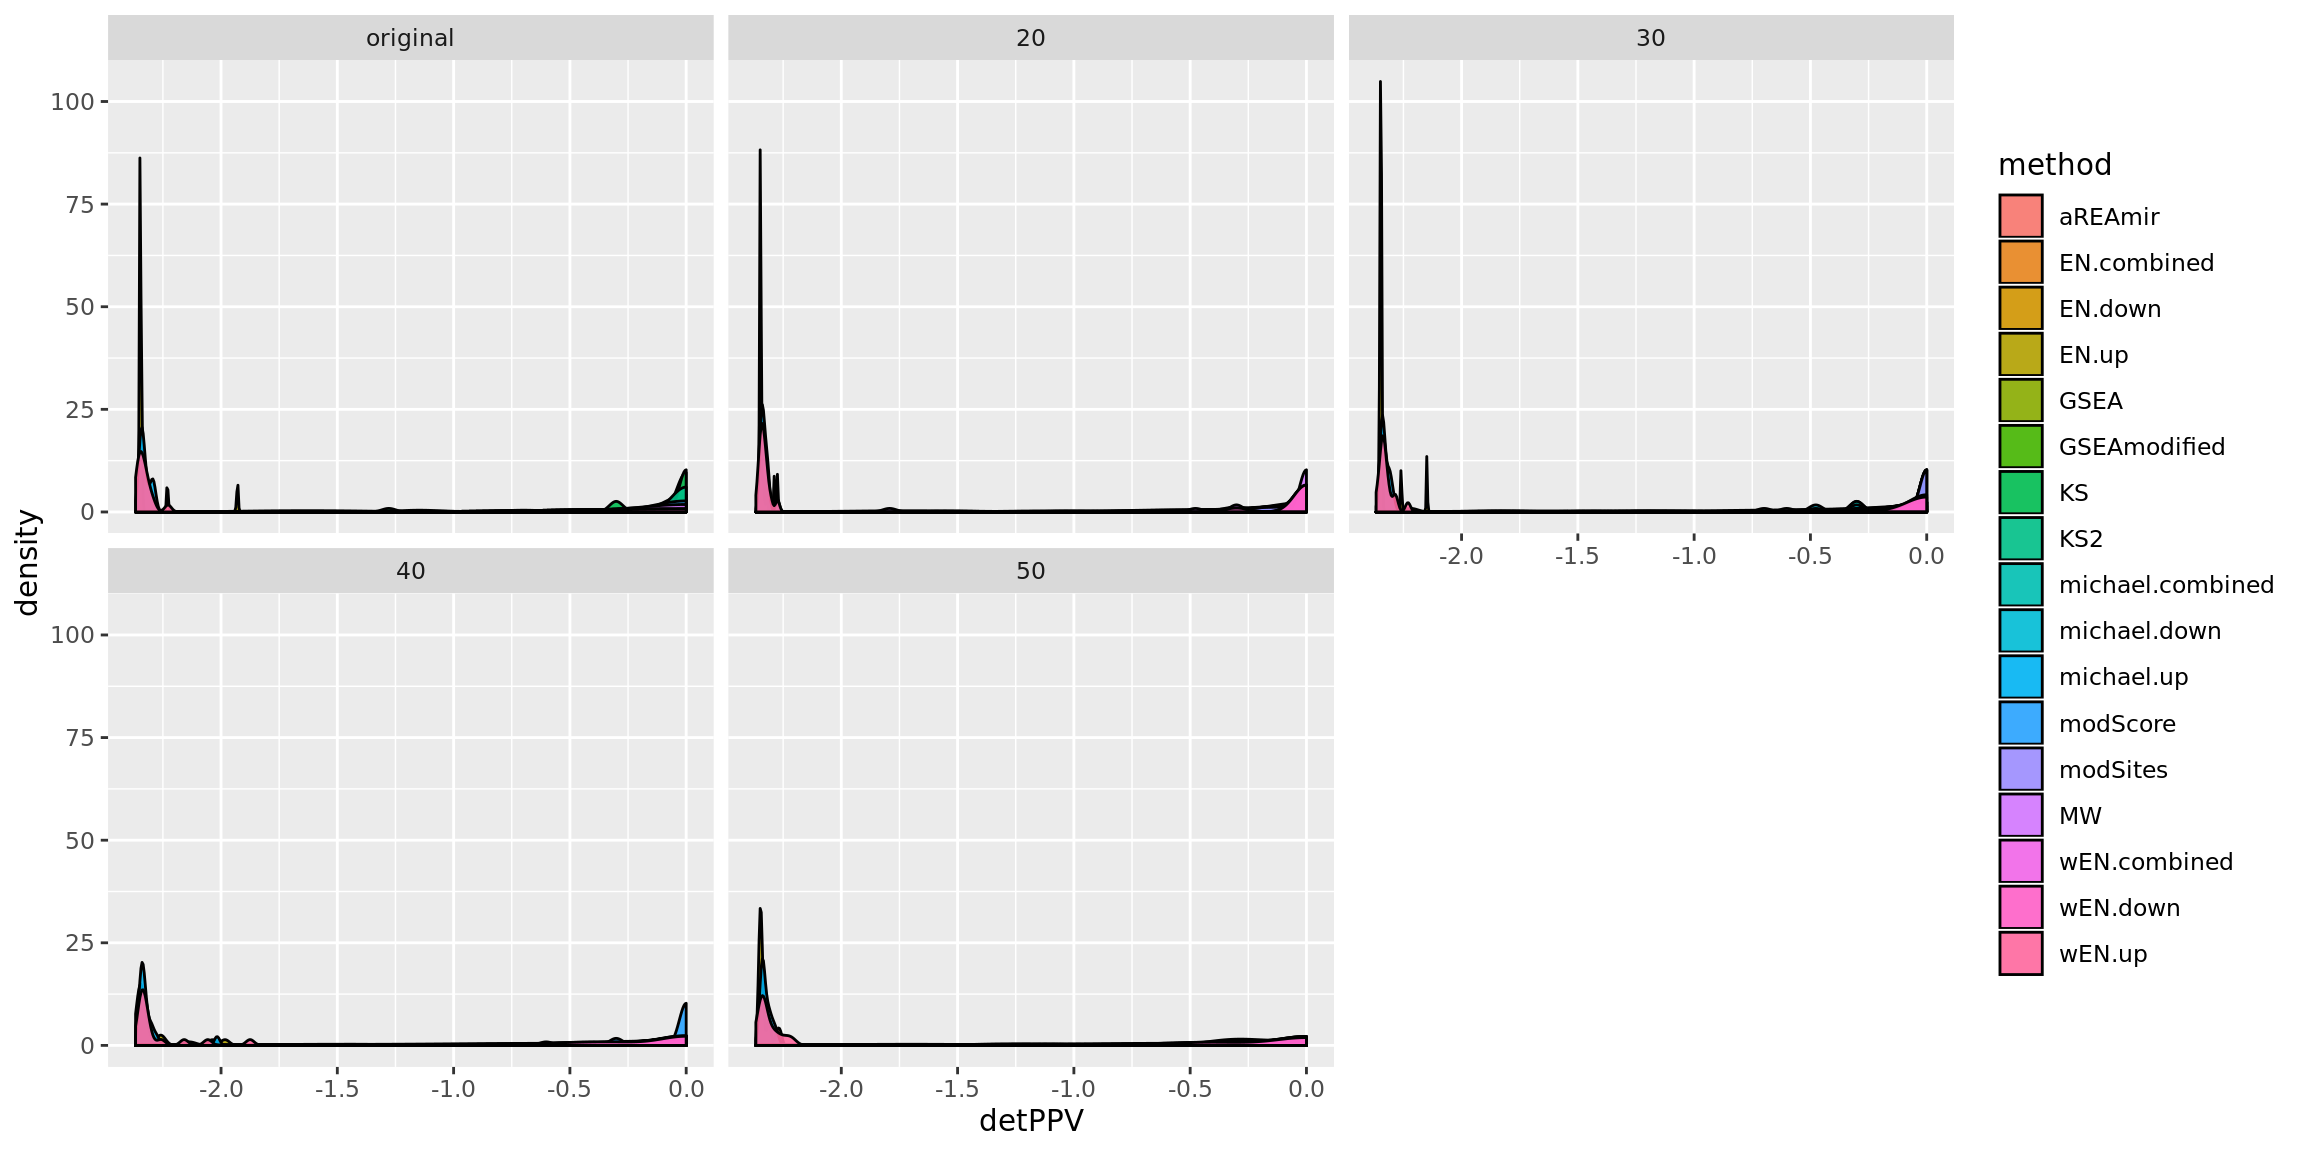 original
20
30
100
75
50
25
0
-2.0
-1.5
-1.0
-0.5
0.0
40
50
100
75
50
25
0
-2.0
-1.5
-1.0
-0.5
0.0
-2.0
-1.5
-1.0
-0.5
0.0
density
detPPV
method
aREAmir
EN.combined
EN.down
EN.up
GSEA
GSEAmodified
KS
KS2
michael.combined
michael.down
michael.up
modScore
modSites
MW
wEN.combined
wEN.down
wEN.up